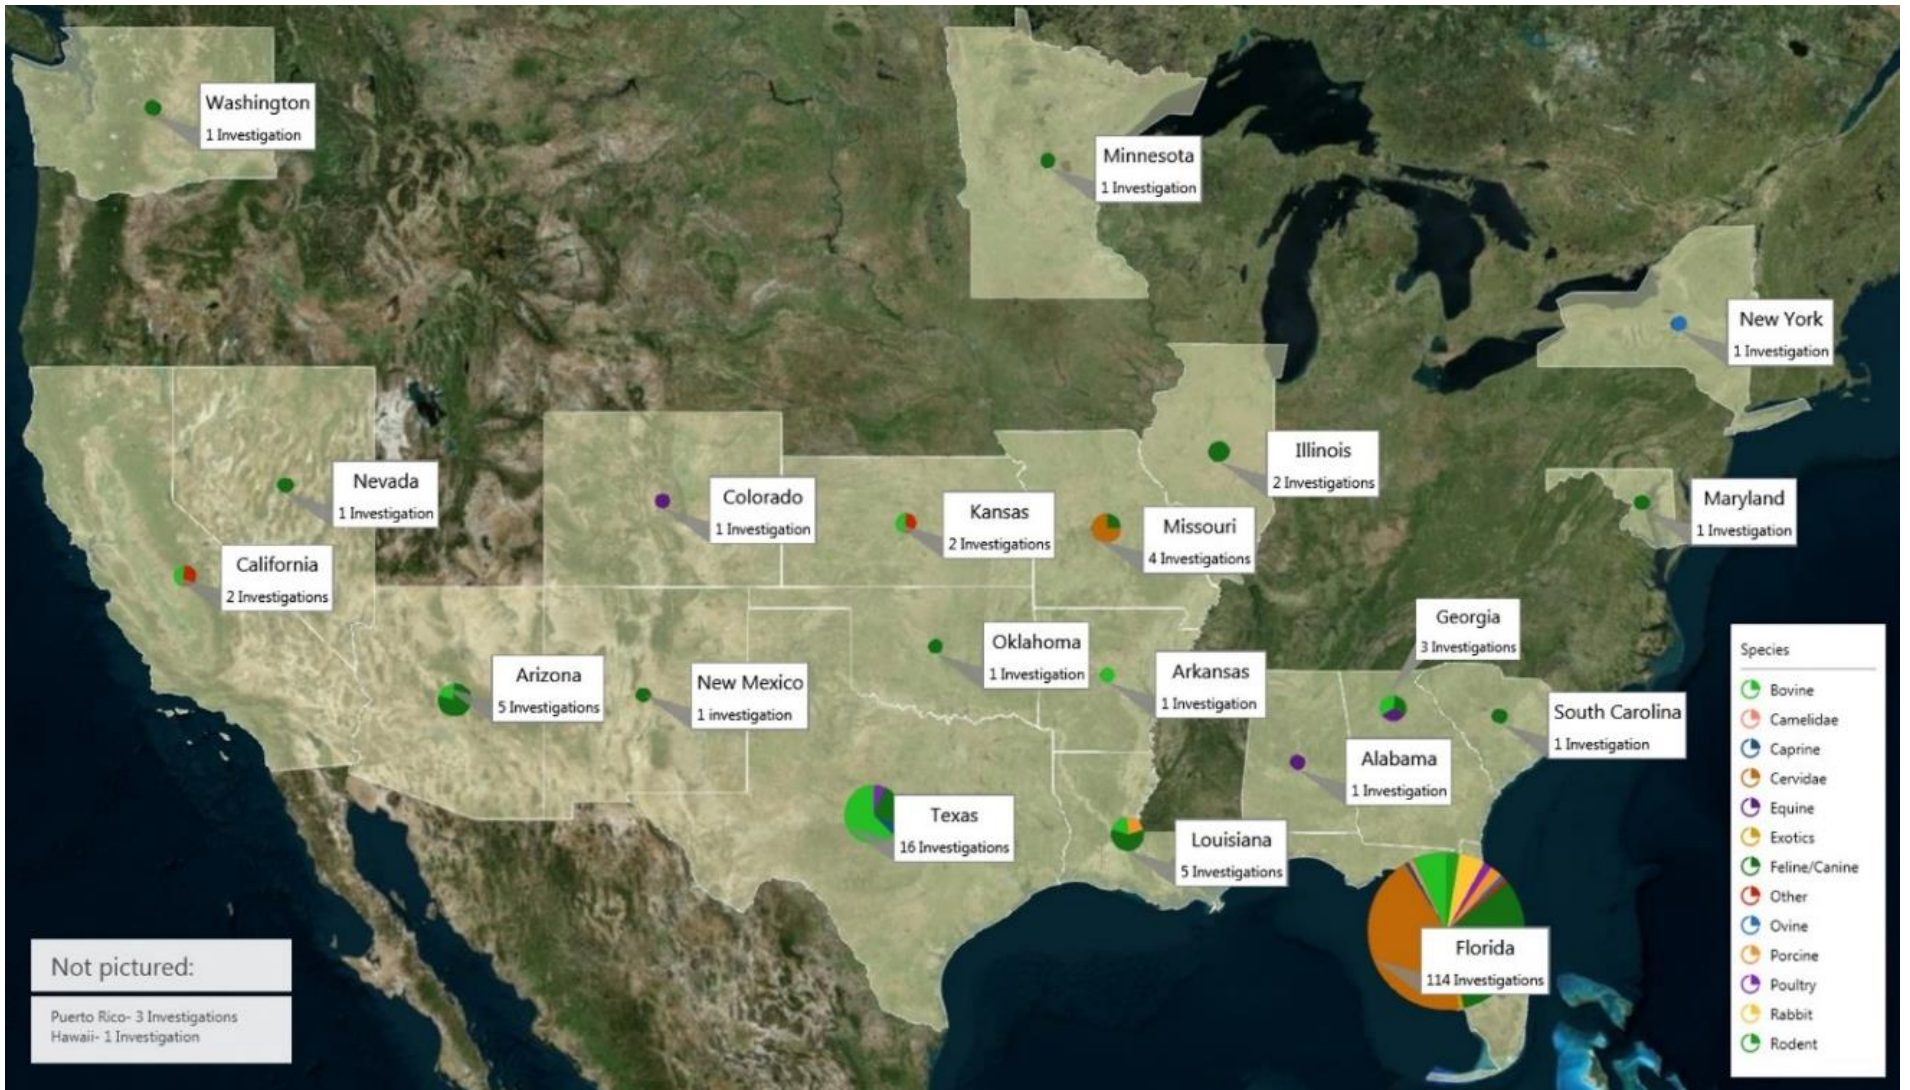 Washington
1 Investigation
Minnesota
1 Investigation
New York
1 Investigation
Nevada
1 Investigation
Colorado
1 Investigation
Kansas
2 Investigations
Missouri
4 Investigations
Illinois
2 Investigations
Maryland
1 Investigation
California
2 Investigations
Georgia
3 Investigations
Arizona
5 Investigations
New Mexico
1 investigation
Oklahoma
1 Investigation
Arkansas
1 Investigation
South Carolina
1 Investigation
Alabama
1 Investigation
Texas
16 Investigations
Louisiana
5 Investigations
Florida
114 Investigations
Not pictured:
Puerto Rico- 3 Investigations
Hawaii- 1 Investigation
Species
Bovine
Camelidae
Caprine
Cervidae
Equine
Exotics
Feline/Canine
Other
Ovine
Porcine
Poultry
Rabbit
Rodent